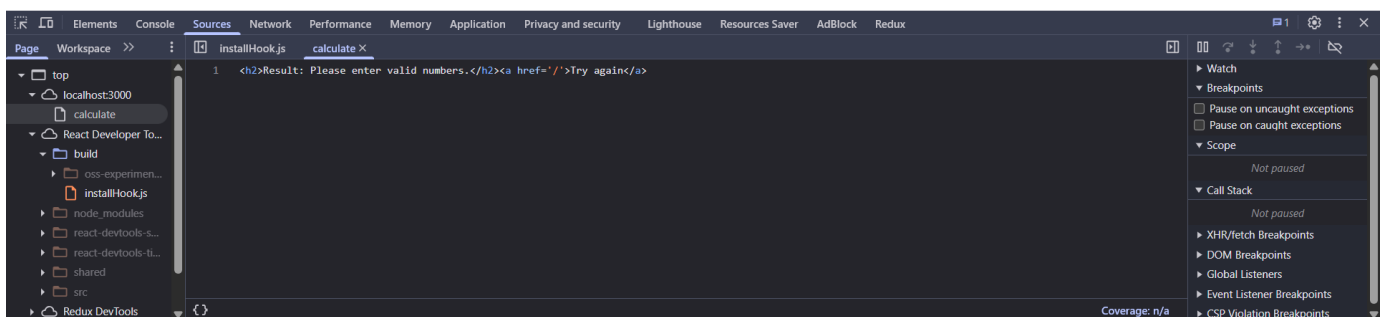 Elements Console Sources Network Performance Memory Application Privacy and security Lighthouse Resources Saver AdBlock Redux 1
Page Workspace
installHook.js calculate
top
localhost:3000
calculate
React Developer To...
build
oss-experimen...
installHook.js
node_modules
react-devtools-s...
react-devtools-ti...
shared
src
Redux DevTools
1 <h2>Result: Please enter valid numbers.</h2><a href='/'>Try again</a>
{} Coverage: n/a
Watch
Breakpoints
Pause on uncaught exceptions
Pause on caught exceptions
Scope
Not paused
Call Stack
Not paused
XHR/fetch Breakpoints
DOM Breakpoints
Global Listeners
Event Listener Breakpoints
CSP Violation Breakpoints